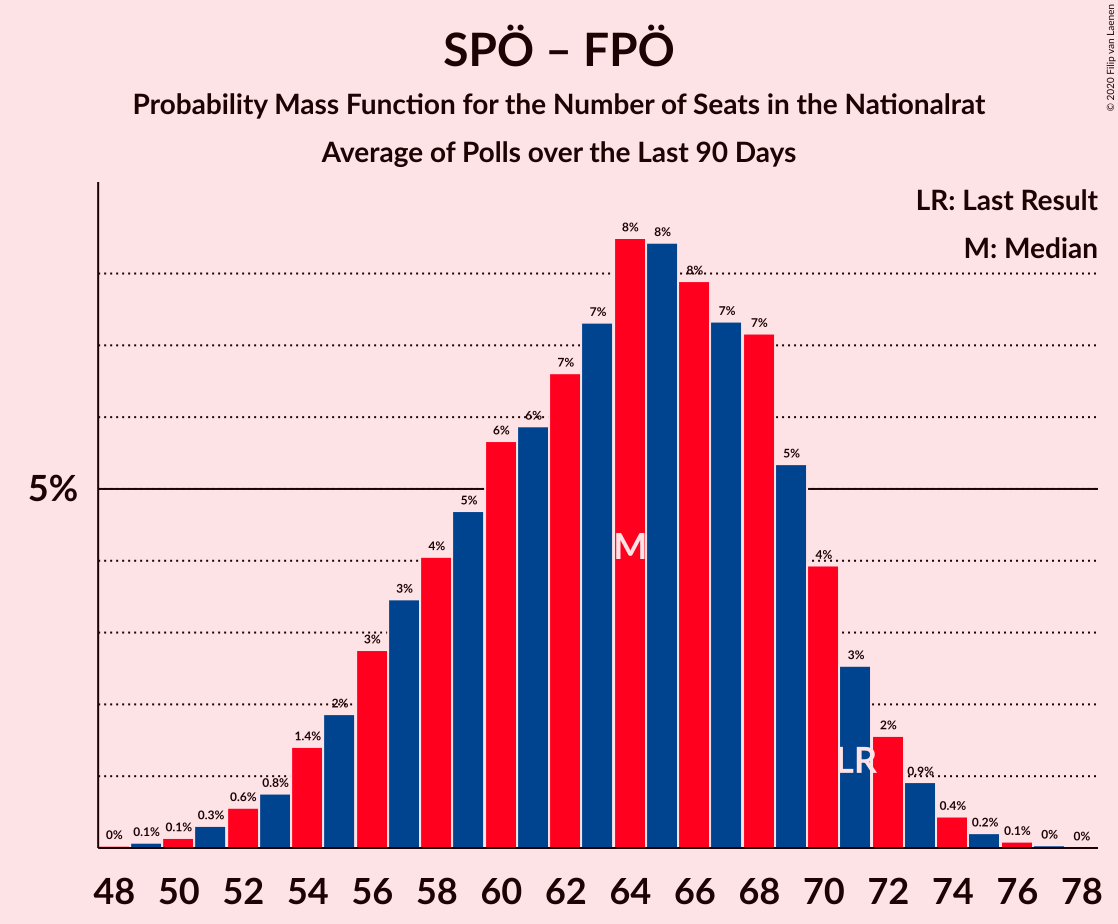 SPÖ – FPÖ
Probability Mass Function for the Number of Seats in the Nationalrat
Average of Polls over the Last 90 Days
© 2020 Filip van Laenen
LR: Last Result
M: Median
5%
0% 0.1% 0.1% 0.3% 0.6% 0.8% 1.4% 2% 3% 3% 4% 5% 6% 6% 7% 7% 8% 8% 8% 7% 7% 5% 4% 3% 2% 0.9% 0.4% 0.2% 0.1% 0% 0%
M
LR
48 50 52 54 56 58 60 62 64 66 68 70 72 74 76 78